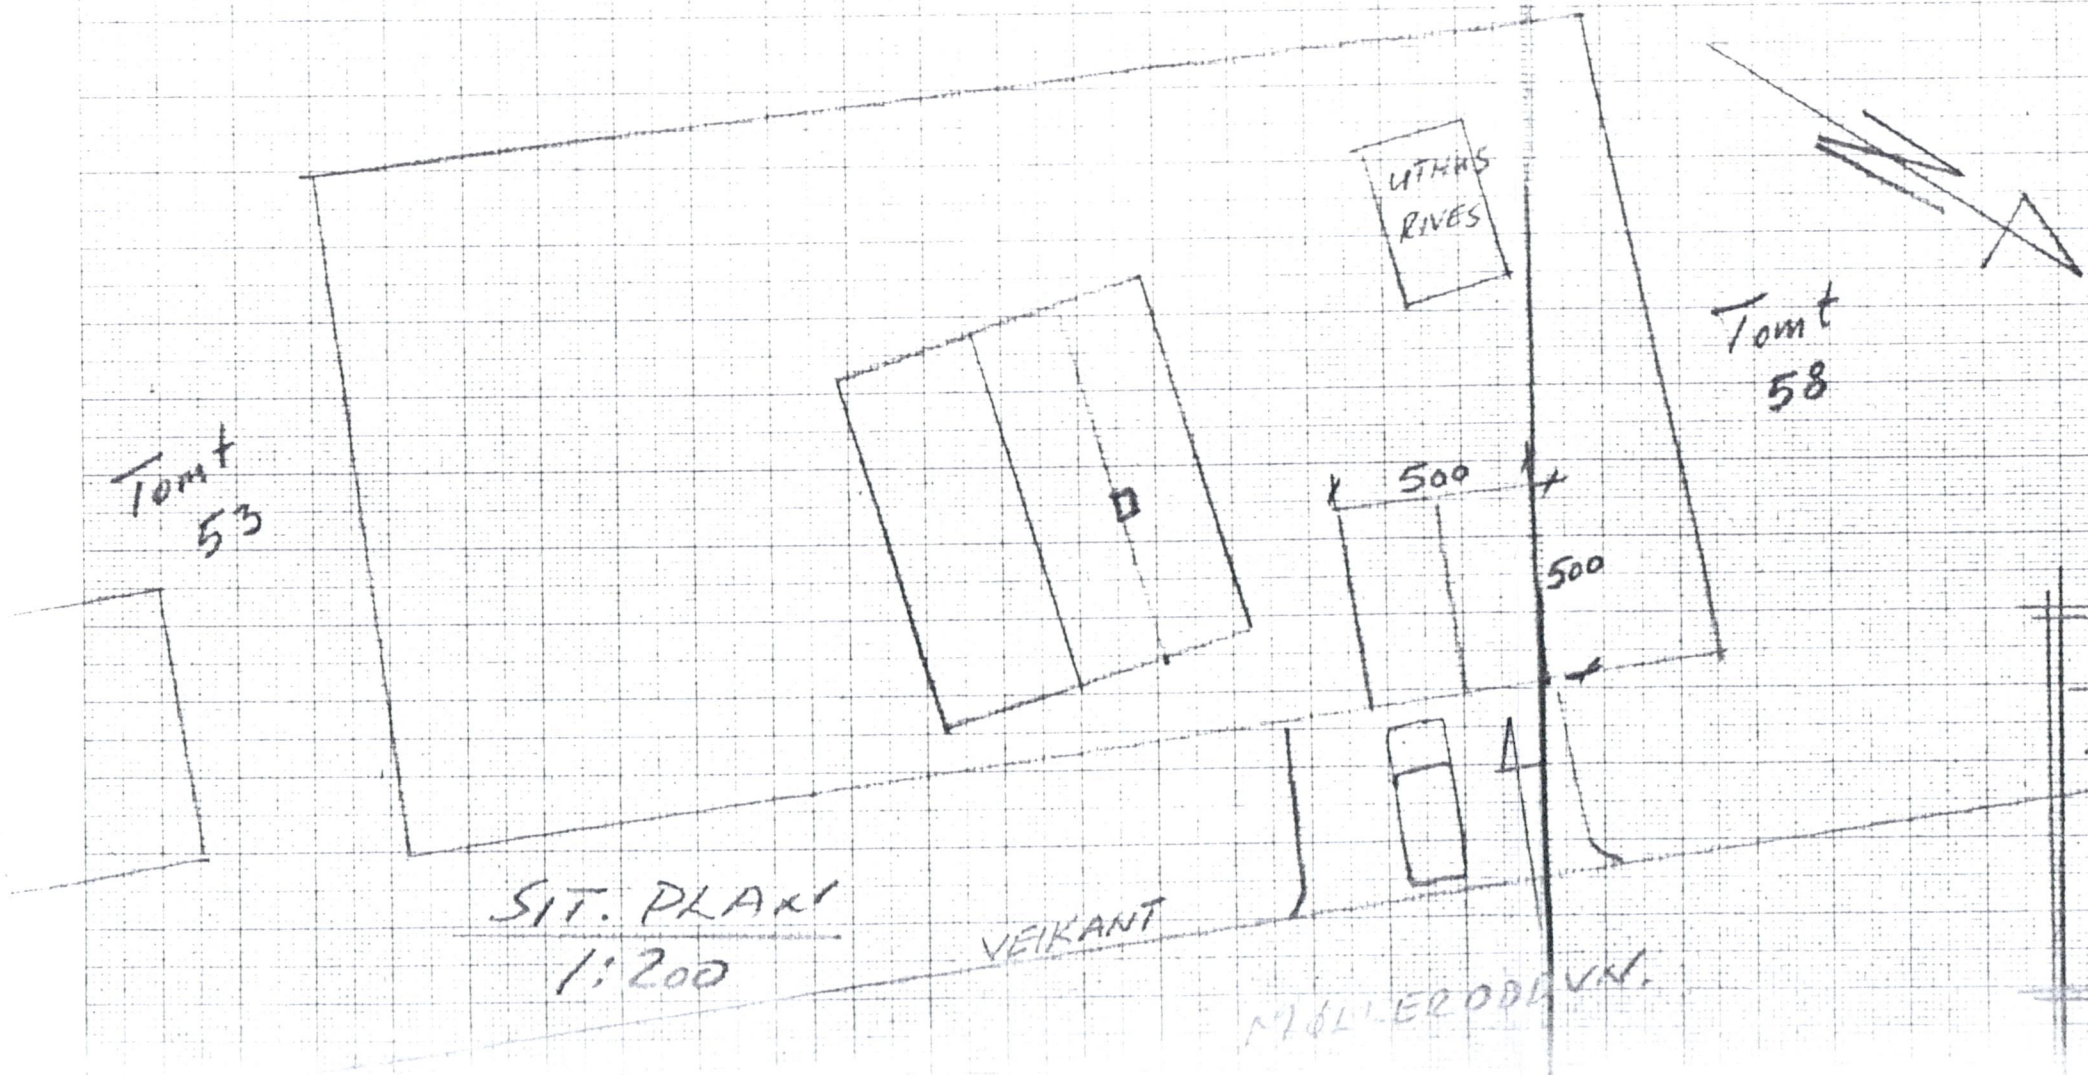 UTHUS
RIVES
Tomt
58
Tomt
53
500
500
SIT. PLAN
1:200
VEIKANT
MØLLERODDVN.